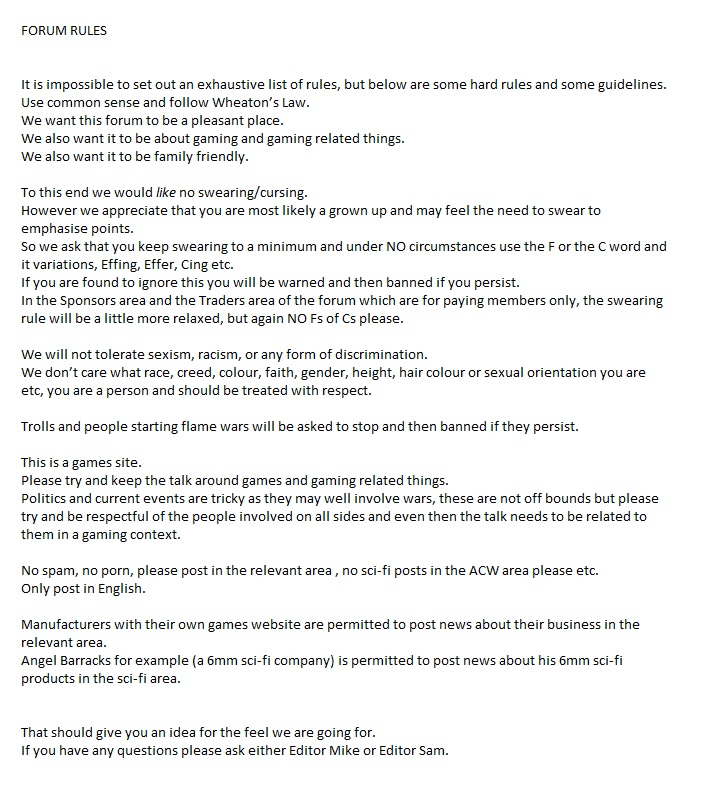 FORUM RULES
It is impossible to set out an exhaustive list of rules, but below are some hard rules and some guidelines.
Use common sense and follow Wheaton's Law.
We want this forum to be a pleasant place.
We also want it to be about gaming and gaming related things.
We also want it to be family friendly.
To this end we would like no swearing/cursing.
However we appreciate that you are most likely a grown up and may feel the need to swear to
emphasise points.
So we ask that you keep swearing to a minimum and under NO circumstances use the F or the C word and
it variations, Effing, Effer, Cing etc.
If you are found to ignore this you will be warned and then banned if you persist.
In the Sponsors area and the Traders area of the forum which are for paying members only, the swearing
rule will be a little more relaxed, but again NO Fs of Cs please.
We will not tolerate sexism, racism, or any form of discrimination.
We don't care what race, creed, colour, faith, gender, height, hair colour or sexual orientation you are
etc, you are a person and should be treated with respect.
Trolls and people starting flame wars will be asked to stop and then banned if they persist.
This is a games site.
Please try and keep the talk around games and gaming related things.
Politics and current events are tricky as they may well involve wars, these are not off bounds but please
try and be respectful of the people involved on all sides and even then the talk needs to be related to
them in a gaming context.
No spam, no porn, please post in the relevant area , no sci-fi posts in the ACW area please etc.
Only post in English.
Manufacturers with their own games website are permitted to post news about their business in the
relevant area.
Angel Barracks for example (a 6mm sci-fi company) is permitted to post news about his 6mm sci-fi
products in the sci-fi area.
That should give you an idea for the feel we are going for.
If you have any questions please ask either Editor Mike or Editor Sam.